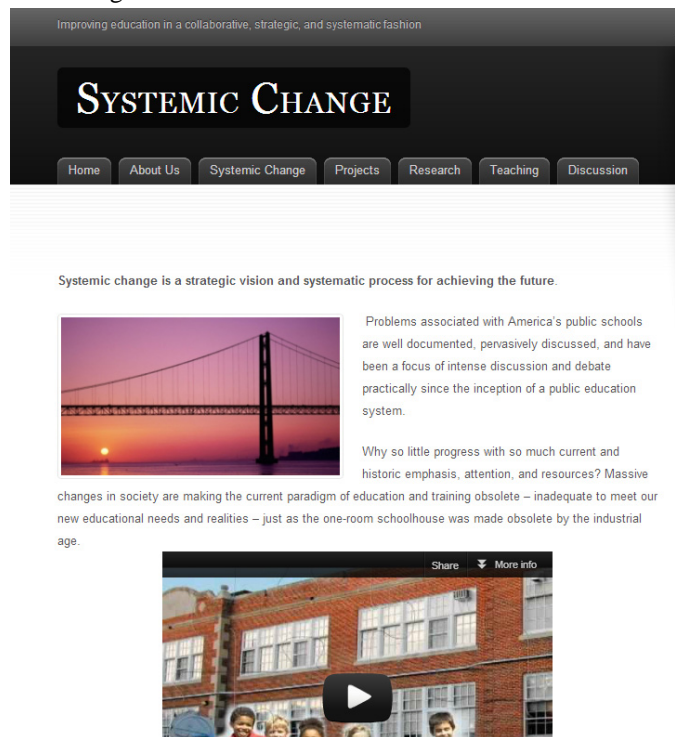 Improving education in a collaborative, strategic, and systematic fashion
SYSTEMIC CHANGE
Home About Us Systemic Change Projects Research Teaching Discussion
Systemic change is a strategic vision and systematic process for achieving the future.
Problems associated with America's public schools
are well documented, pervasively discussed, and have
been a focus of intense discussion and debate
practically since the inception of a public education
system.
Why so little progress with so much current and
historic emphasis, attention, and resources? Massive
changes in society are making the current paradigm of education and training obsolete – inadequate to meet our
new educational needs and realities – just as the one-room schoolhouse was made obsolete by the industrial
age.
Share More info